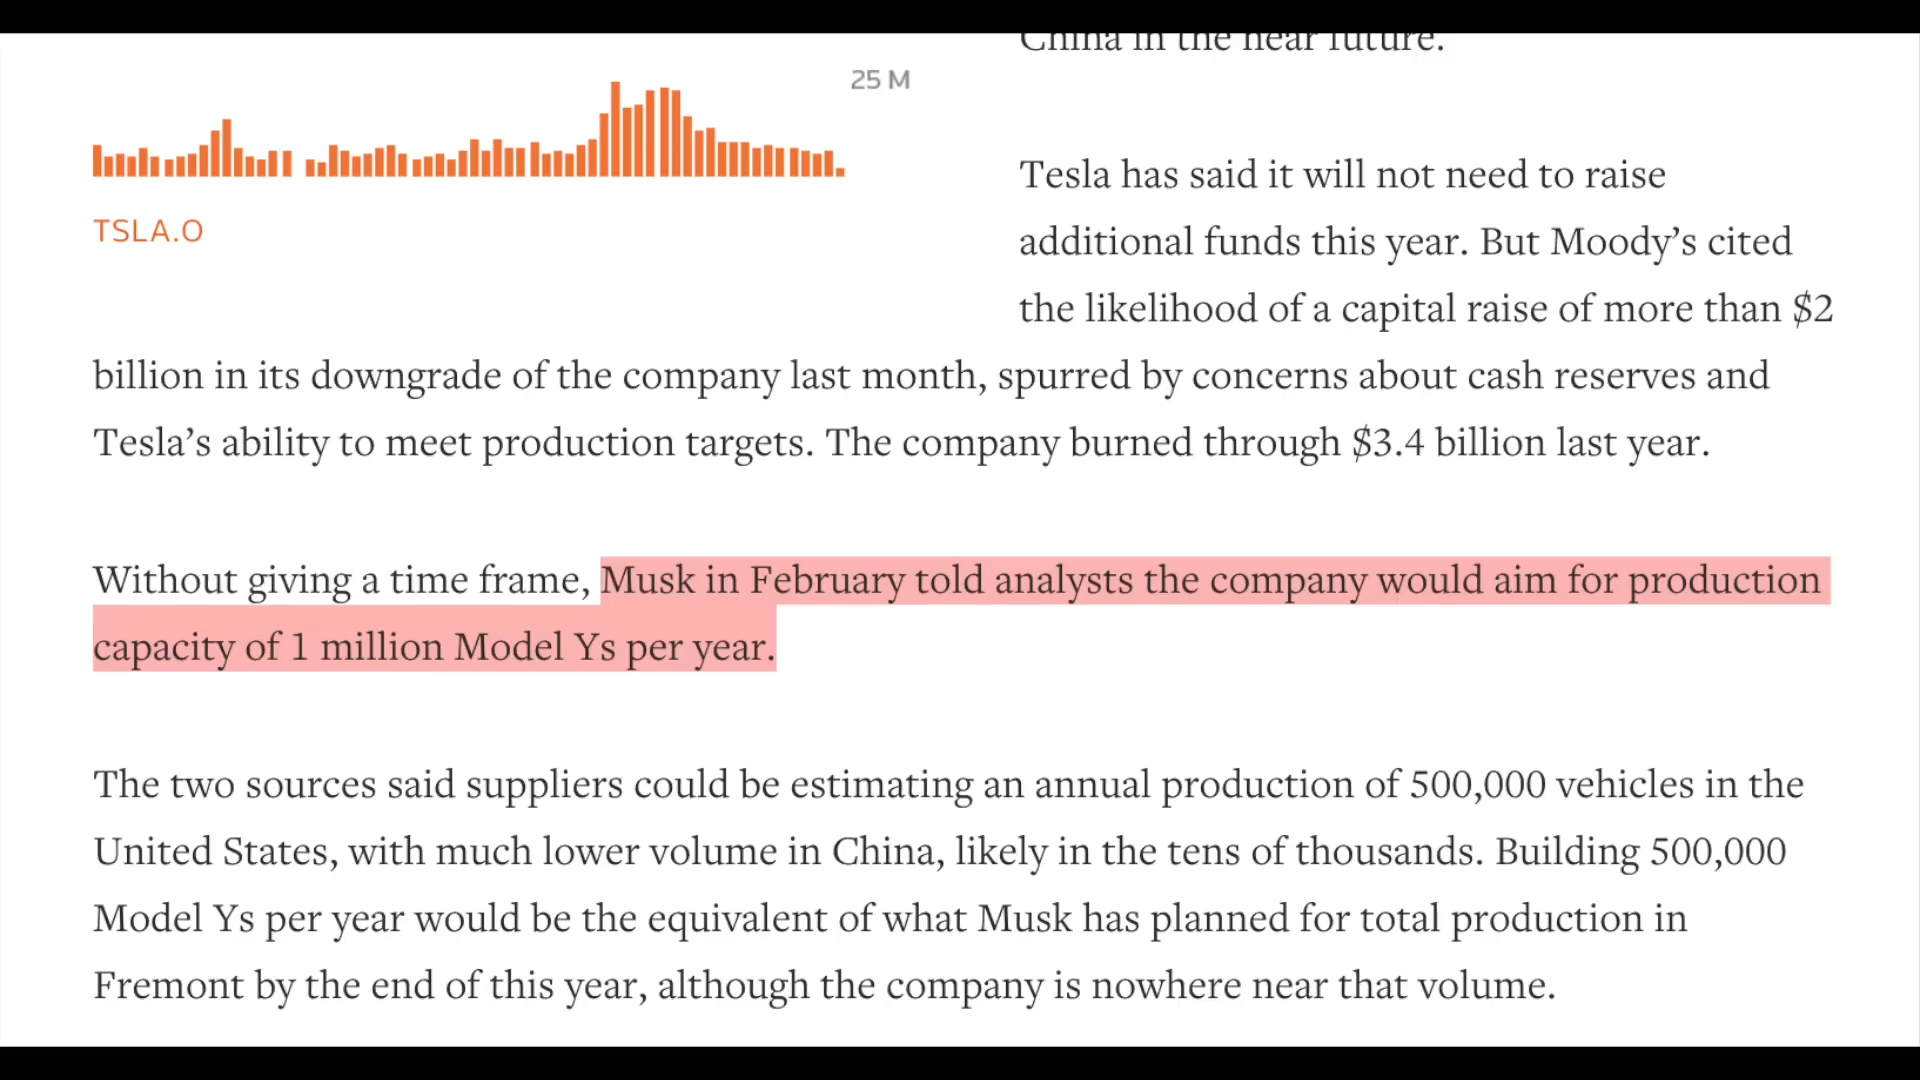 China in the near future.
25 M
TSLA.O
Tesla has said it will not need to raise
additional funds this year. But Moody’s cited
the likelihood of a capital raise of more than $2
billion in its downgrade of the company last month, spurred by concerns about cash reserves and
Tesla’s ability to meet production targets. The company burned through $3.4 billion last year.
Without giving a time frame, Musk in February told analysts the company would aim for production
capacity of 1 million Model Ys per year.
The two sources said suppliers could be estimating an annual production of 500,000 vehicles in the
United States, with much lower volume in China, likely in the tens of thousands. Building 500,000
Model Ys per year would be the equivalent of what Musk has planned for total production in
Fremont by the end of this year, although the company is nowhere near that volume.